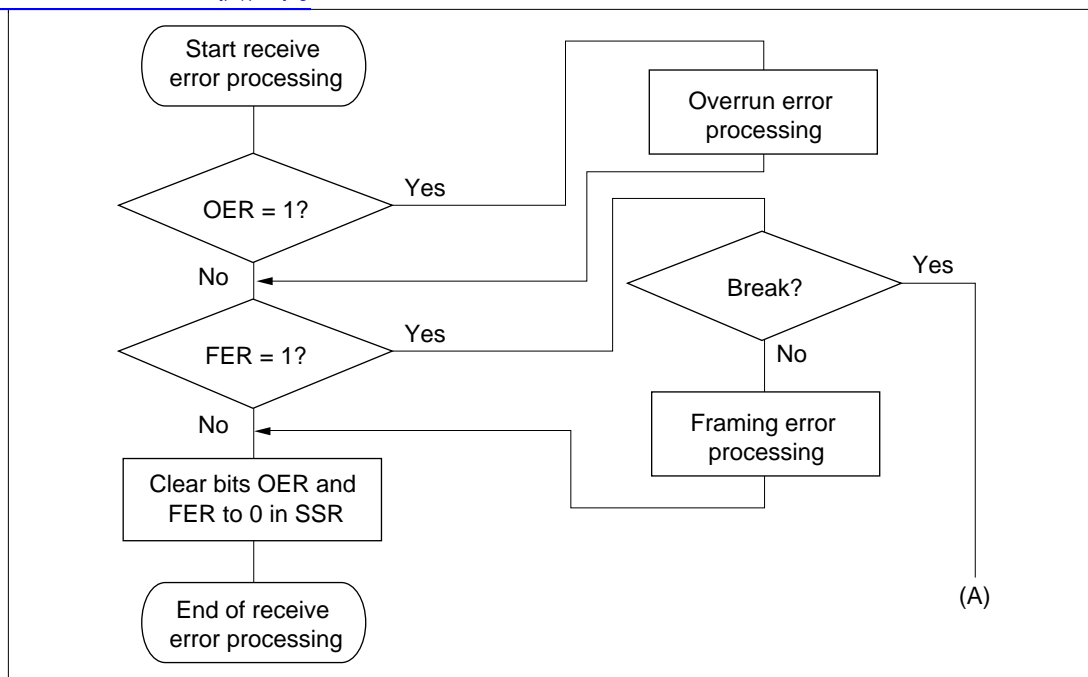 Start receive
error processing
Overrun error
processing
Yes
OER = 1?
No
Yes
Break?
Yes
FER = 1?
No
No
Framing error
processing
Clear bits OER and
FER to 0 in SSR
(A)
End of receive
error processing